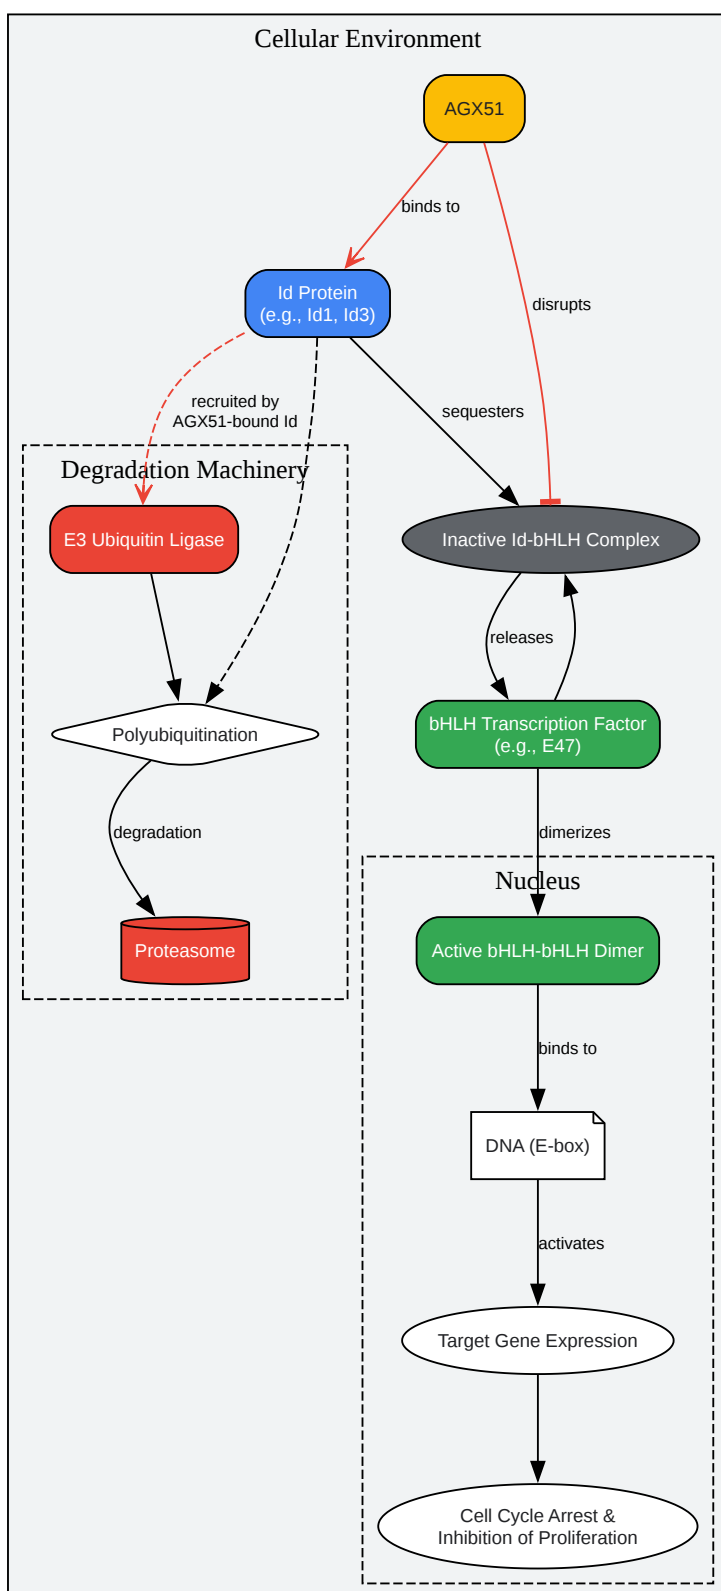 Cellular Environment
AGX51
binds to
Id Protein
(e.g., Id1, Id3)
disrupts
recruited by
AGX51-bound Id
sequesters
Degradation Machinery
E3 Ubiquitin Ligase
Inactive Id-bHLH Complex
releases
Polyubiquitination
bHLH Transcription Factor
(e.g., E47)
degradation
dimerizes
Nucleus
Proteasome
Active bHLH-bHLH Dimer
binds to
DNA (E-box)
activates
Target Gene Expression
Cell Cycle Arrest &
Inhibition of Proliferation